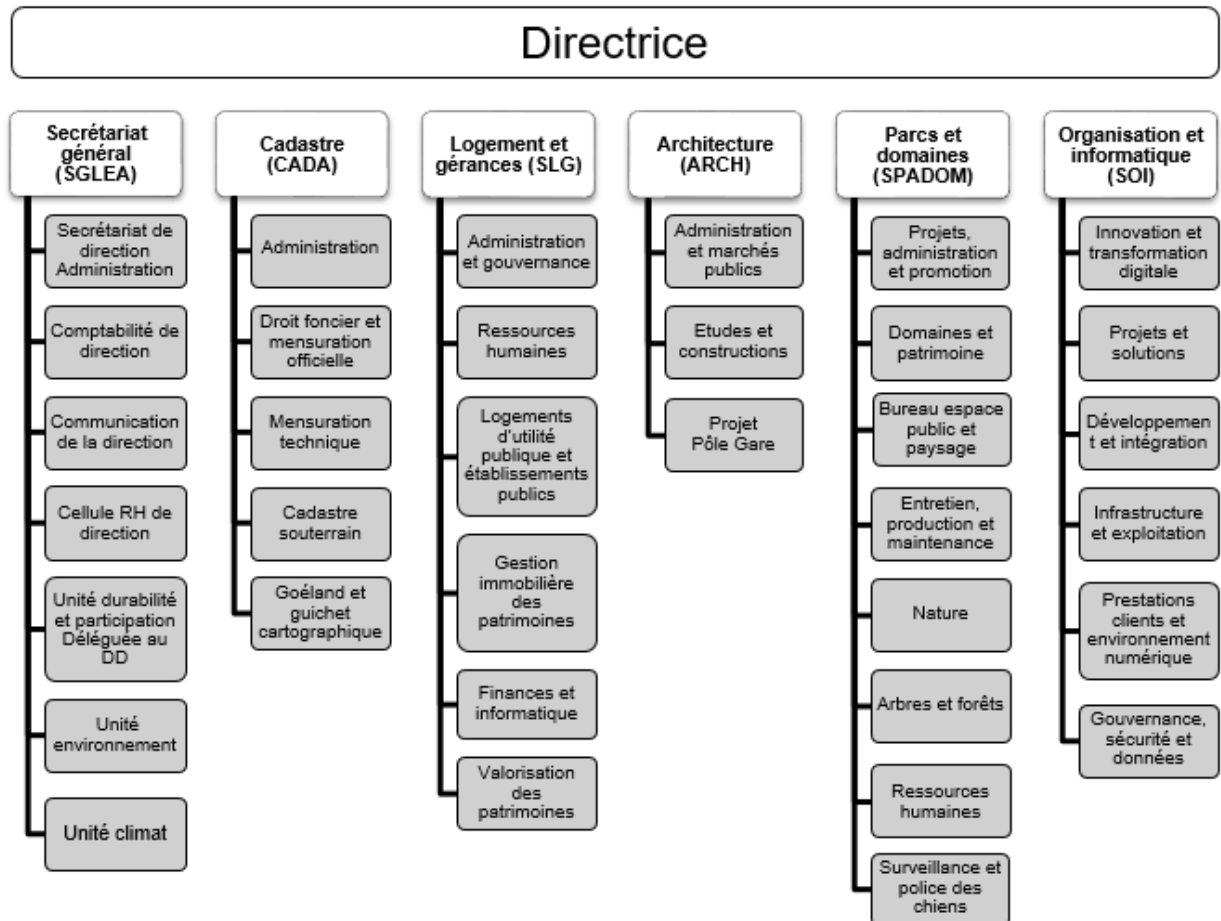 Directrice
Secrétariat
général
(SGLEA)
Secrétariat de
direction
Administration
Comptabilité de
direction
Communication
de la direction
Cellule RH de
direction
Unité durabilité
et participation
Déléguée au
DD
Unité
environnement
Unité climat
Cadastre
(CADA)
Administration
Droit foncier et
mensuration
officielle
Mensuration
technique
Cadastre
souterrain
Goéland et
guichet
cartographique
Logement et
gérances (SLG)
Administration
et gouvernance
Ressources
humaines
Logements
d'utilité
publique et
établissements
publics
Gestion
immobilière
des
patrimoines
Finances et
informatique
Valorisation
des
patrimoines
Architecture
(ARCH)
Administration
et marchés
publics
Etudes et
constructions
Projet
Pôle Gare
Parcs et
domaines
(SPADOM)
Projets,
administration
et promotion
Domaines et
patrimoine
Bureau espace
public et
paysage
Entretien,
production et
maintenance
Nature
Arbres et forêts
Ressources
humaines
Surveillance et
police des
chiens
Organisation et
informatique
(SOI)
Innovation et
transformation
digitale
Projets et
solutions
Développemen
t et intégration
Infrastructure
et exploitation
Prestations
clients et
environnement
numérique
Gouvernance,
sécurité et
données